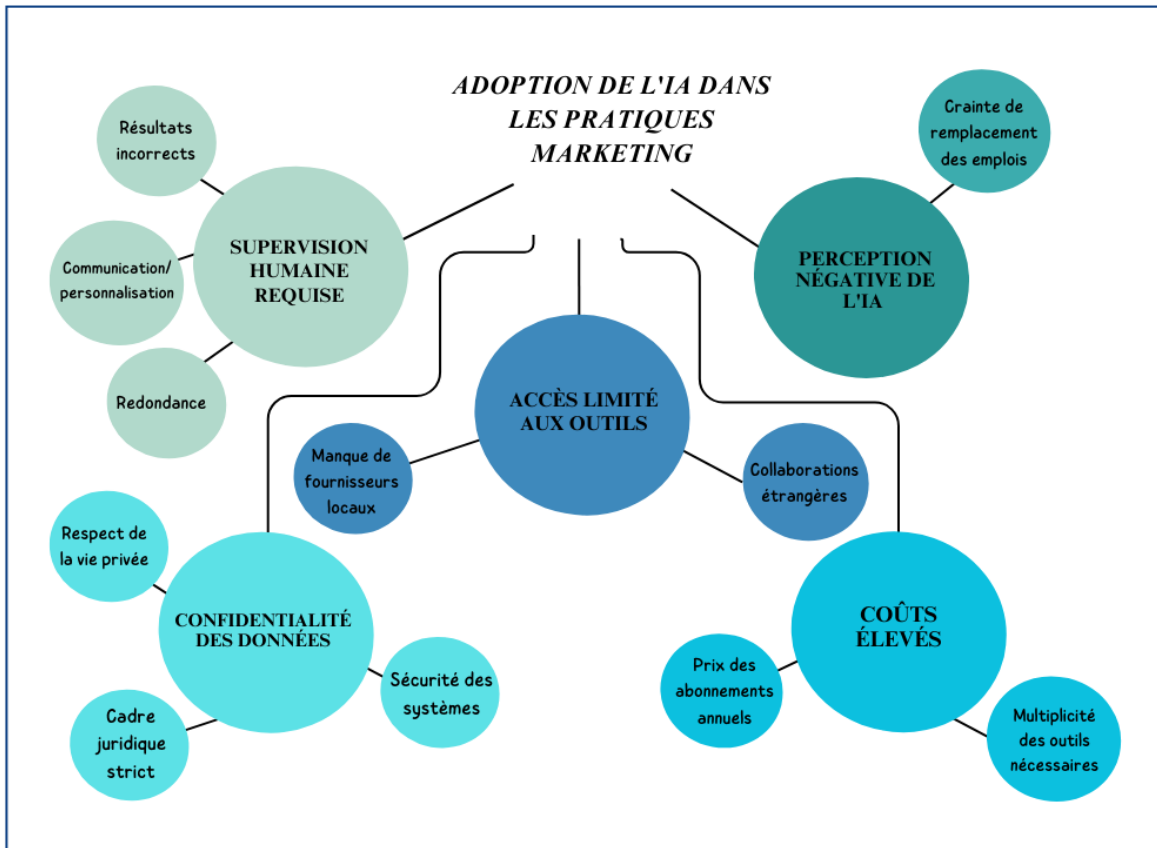 ADOPTION DE L'IA DANS
LES PRATIQUES
MARKETING
Résultats
incorrects
Communication/
personnalisation
Redondance
SUPERVISION
HUMAINE
REQUISE
Crainte de
remplacement
des emplois
PERCEPTION
NÉGATIVE DE
L'IA
ACCÈS LIMITÉ
AUX OUTILS
Manque de
fournisseurs
locaux
Collaborations
étrangères
Respect de
la vie privée
CONFIDENTIALITÉ
DES DONNÉES
Sécurité des
systèmes
Cadre
juridique
strict
COÛTS
ÉLEVÉS
Prix des
abonnements
annuels
Multiplicité
des outils
nécessaires